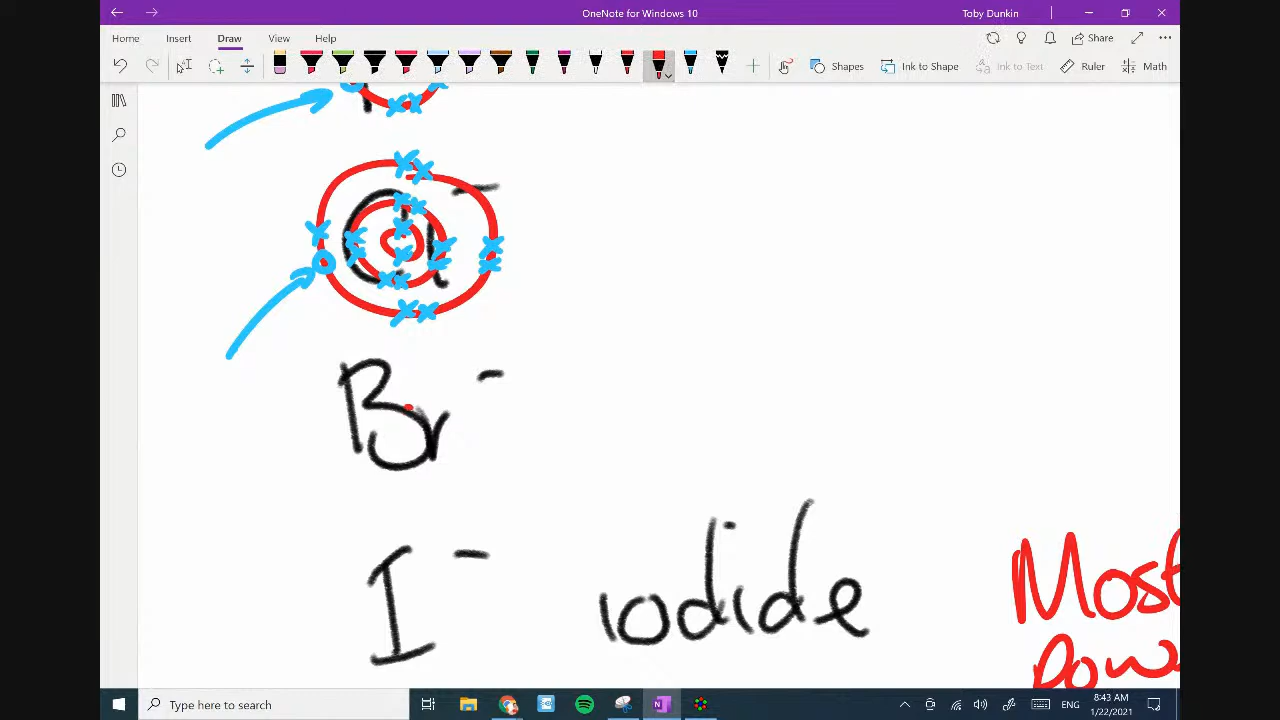 OneNote for Windows 10
Toby Dunkin
Home Insert Draw View Help
Share
Shapes Ink to Shape Ink to Text Ruler Math
Cl⁻
Br⁻
I⁻ iodide
Most
Powe
Type here to search
ENG
8:43 AM
1/22/2021